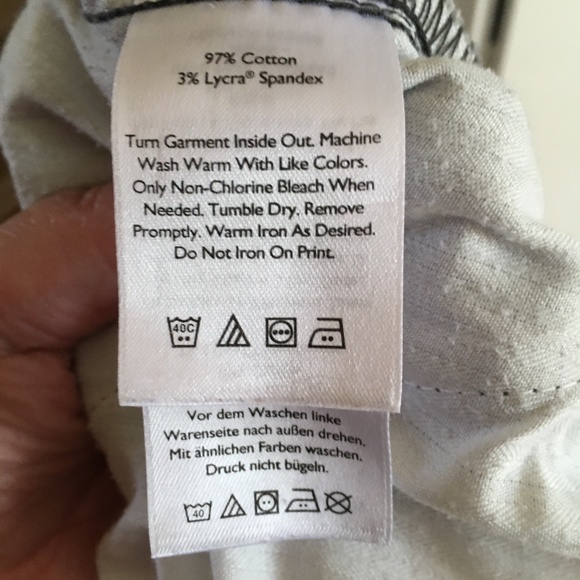 97% Cotton
3% Lycra® Spandex
Turn Garment Inside Out. Machine
Wash Warm With Like Colors.
Only Non-Chlorine Bleach When
Needed. Tumble Dry. Remove
Promptly. Warm Iron As Desired.
Do Not Iron On Print.
40C
Vor dem Waschen linke
Warenseite nach außen drehen.
Mit ähnlichen Farben waschen.
Druck nicht bügeln.
40